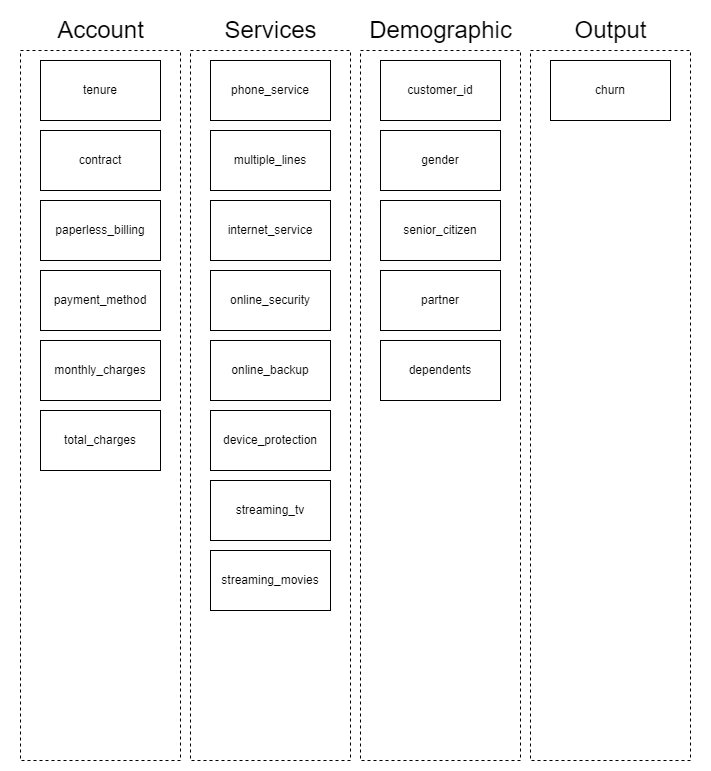 Account
tenure
contract
paperless_billing
payment_method
monthly_charges
total_charges
Services
phone_service
multiple_lines
internet_service
online_security
online_backup
device_protection
streaming_tv
streaming_movies
Demographic
customer_id
gender
senior_citizen
partner
dependents
Output
churn